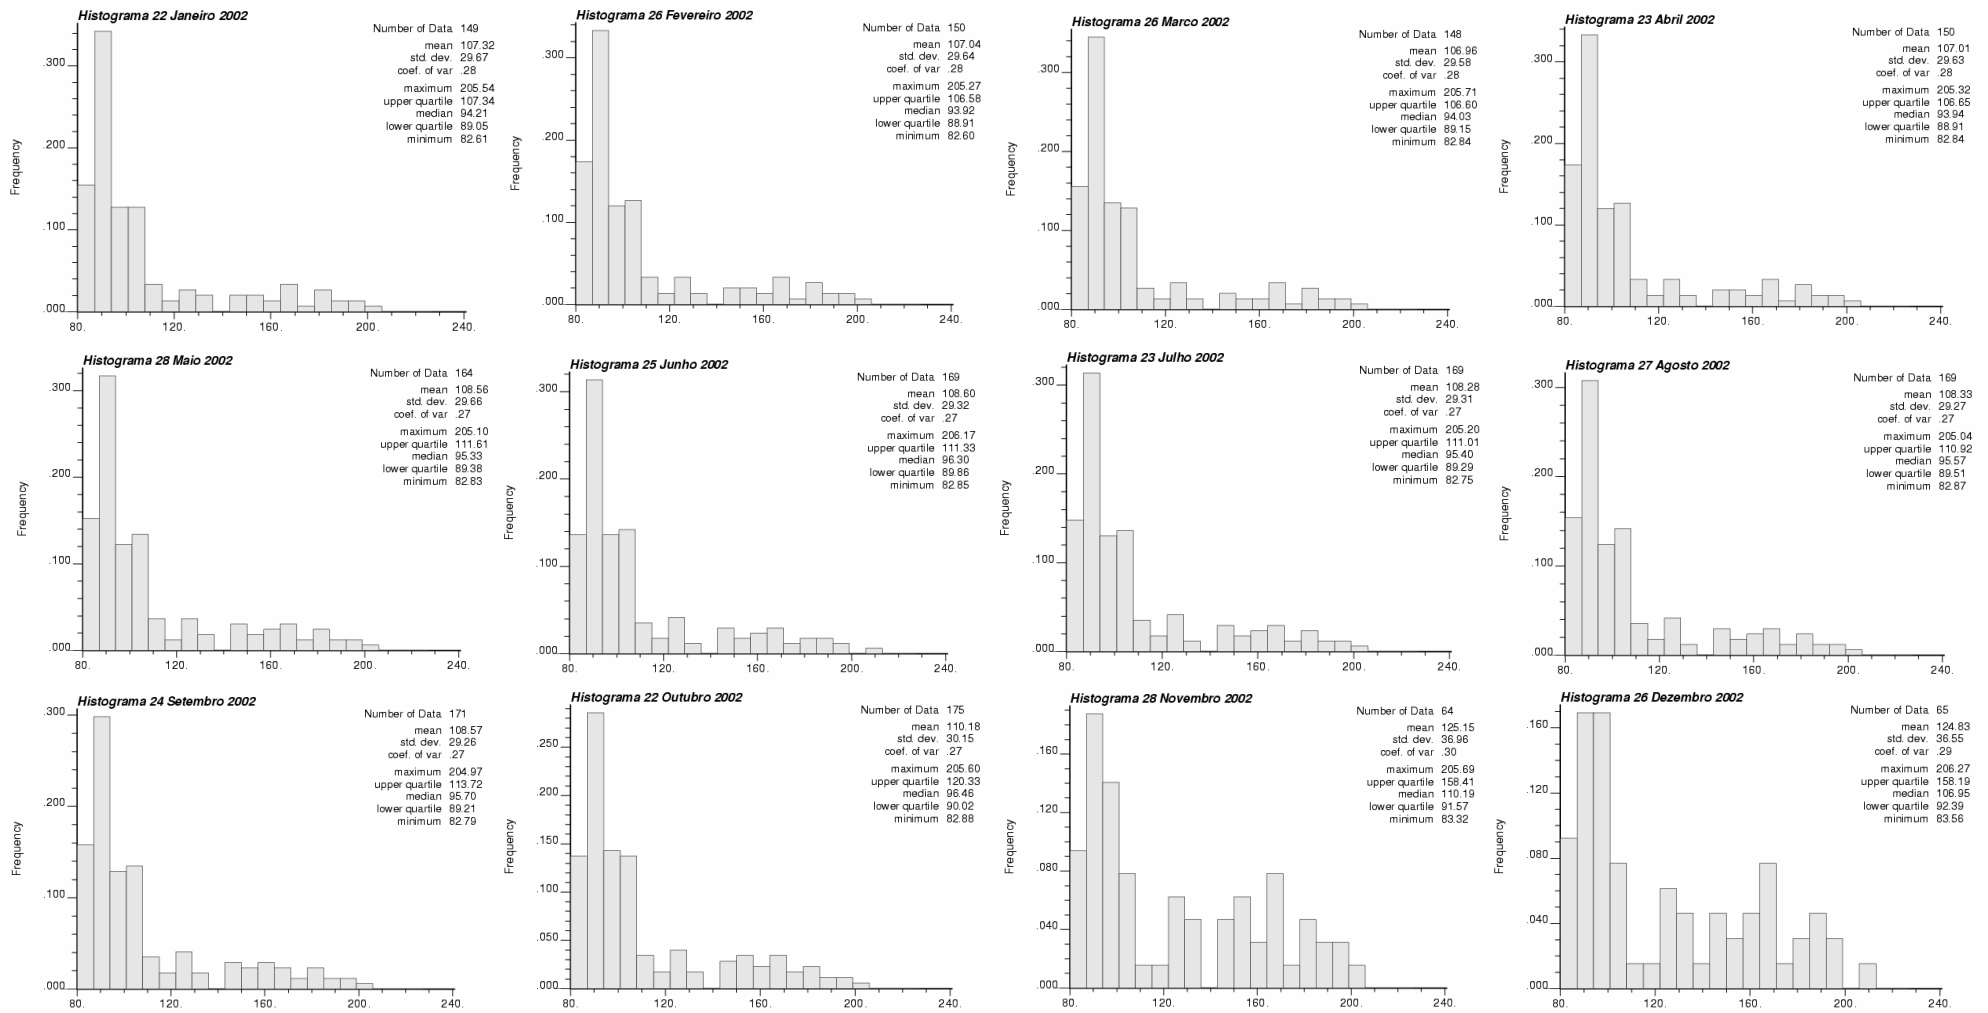 Histograma 22 Janeiro 2002
Number of Data 149
mean 107.32
std. dev. 29.67
coef. of var .28
maximum 205.54
upper quartile 107.34
median 94.21
lower quartile 89.05
minimum 82.61
Frequency
.300
.200
.100
.000
80. 120. 160. 200. 240.
Histograma 26 Fevereiro 2002
Number of Data 150
mean 107.04
std. dev. 29.64
coef. of var .28
maximum 205.27
upper quartile 106.58
median 93.92
lower quartile 88.91
minimum 82.60
Frequency
.300
.200
.100
.000
80. 120. 160. 200. 240.
Histograma 26 Marco 2002
Number of Data 148
mean 106.96
std. dev. 29.58
coef. of var .28
maximum 205.71
upper quartile 106.60
median 94.03
lower quartile 89.15
minimum 82.84
Frequency
.300
.200
.100
.000
80. 120. 160. 200. 240.
Histograma 23 Abril 2002
Number of Data 150
mean 107.01
std. dev. 29.63
coef. of var .28
maximum 205.32
upper quartile 106.65
median 93.94
lower quartile 88.91
minimum 82.84
Frequency
.300
.200
.100
.000
80. 120. 160. 200. 240.
Histograma 28 Maio 2002
Number of Data 164
mean 108.56
std. dev. 29.66
coef. of var .27
maximum 205.10
upper quartile 111.61
median 95.33
lower quartile 89.38
minimum 82.83
Frequency
.300
.200
.100
.000
80. 120. 160. 200. 240.
Histograma 25 Junho 2002
Number of Data 169
mean 108.60
std. dev. 29.32
coef. of var .27
maximum 206.17
upper quartile 111.33
median 96.30
lower quartile 89.86
minimum 82.85
Frequency
.300
.200
.100
.000
80. 120. 160. 200. 240.
Histograma 23 Julho 2002
Number of Data 169
mean 108.28
std. dev. 29.31
coef. of var .27
maximum 205.20
upper quartile 111.01
median 95.40
lower quartile 89.29
minimum 82.75
Frequency
.300
.200
.100
.000
80. 120. 160. 200. 240.
Histograma 27 Agosto 2002
Number of Data 169
mean 108.33
std. dev. 29.27
coef. of var .27
maximum 205.04
upper quartile 110.92
median 95.57
lower quartile 89.51
minimum 82.87
Frequency
.300
.200
.100
.000
80. 120. 160. 200. 240.
Histograma 24 Setembro 2002
Number of Data 171
mean 108.57
std. dev. 29.26
coef. of var .27
maximum 204.97
upper quartile 113.72
median 95.70
lower quartile 89.21
minimum 82.79
Frequency
.300
.200
.100
.000
80. 120. 160. 200. 240.
Histograma 22 Outubro 2002
Number of Data 175
mean 110.18
std. dev. 30.15
coef. of var .27
maximum 205.60
upper quartile 120.33
median 96.46
lower quartile 90.02
minimum 82.88
Frequency
.250
.200
.150
.100
.050
.000
80. 120. 160. 200. 240.
Histograma 28 Novembro 2002
Number of Data 64
mean 125.15
std. dev. 36.96
coef. of var .30
maximum 205.69
upper quartile 158.41
median 110.19
lower quartile 91.57
minimum 83.32
Frequency
.160
.120
.080
.040
.000
80. 120. 160. 200. 240.
Histograma 26 Dezembro 2002
Number of Data 65
mean 124.83
std. dev. 36.55
coef. of var .29
maximum 206.27
upper quartile 158.19
median 106.95
lower quartile 92.39
minimum 83.56
Frequency
.160
.120
.080
.040
.000
80. 120. 160. 200. 240.